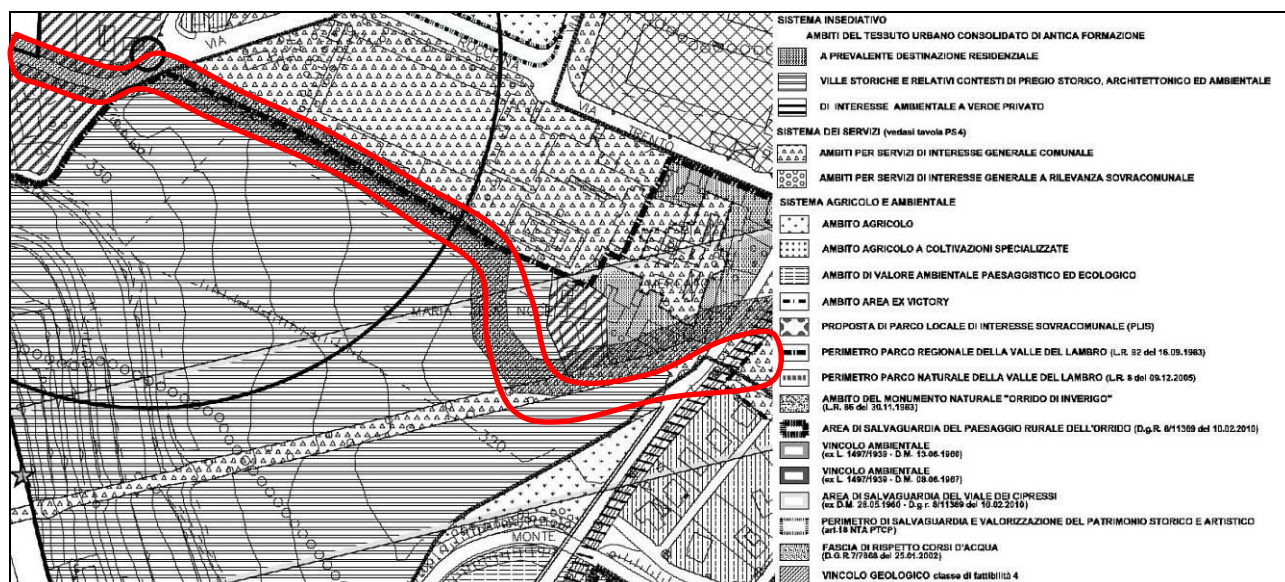 VIA
VIA
TRENTO
330
MARIA
MERCATO
320
MONTE
SISTEMA INSEDIATIVO
AMBITI DEL TESSUTO URBANO CONSOLIDATO DI ANTICA FORMAZIONE
A PREVALENTE DESTINAZIONE RESIDENZIALE
VILLE STORICHE E RELATIVI CONTESTI DI PREGIO STORICO, ARCHITETTONICO ED AMBIENTALE
DI INTERESSE AMBIENTALE A VERDE PRIVATO
SISTEMA DEI SERVIZI (vedasi tavola PS4)
AMBITI PER SERVIZI DI INTERESSE GENERALE COMUNALE
AMBITI PER SERVIZI DI INTERESSE GENERALE A RILEVANZA SOVRACOMUNALE
SISTEMA AGRICOLO E AMBIENTALE
AMBITO AGRICOLO
AMBITO AGRICOLO A COLTIVAZIONI SPECIALIZZATE
AMBITO DI VALORE AMBIENTALE PAESAGGISTICO ED ECOLOGICO
AMBITO AREA EX VICTORY
PROPOSTA DI PARCO LOCALE DI INTERESSE SOVRACOMUNALE (PLIS)
PERIMETRO PARCO REGIONALE DELLA VALLE DEL LAMBRO (L.R. 82 del 16.09.1983)
PERIMETRO PARCO NATURALE DELLA VALLE DEL LAMBRO (L.R. 8 del 09.12.2005)
AMBITO DEL MONUMENTO NATURALE "ORRIDO DI INVERIGO"
(L.R. 86 del 30.11.1983)
AREA DI SALVAGUARDIA DEL PAESAGGIO RURALE DELL'ORRIDO (D.g.R. 8/11369 del 10.02.2010)
VINCOLO AMBIENTALE
(ex L. 1497/1939 - D.M. 13.06.1960)
VINCOLO AMBIENTALE
(ex L. 1497/1939 - D.M. 08.06.1967)
AREA DI SALVAGUARDIA DEL VIALE DEI CIPRESSI
(ex D.M. 28.05.1960 - D.g.r. 8/11369 del 10.02.2010)
PERIMETRO DI SALVAGUARDIA E VALORIZZAZIONE DEL PATRIMONIO STORICO E ARTISTICO
(art.18 NTA PTCP)
FASCIA DI RISPETTO CORSI D'ACQUA
(D.G.R.7/7868 del 25.01.2002)
VINCOLO GEOLOGICO classe di fattibilità 4